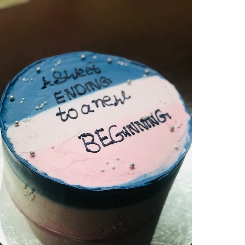 A Sweet
ENDING
to a new
BEGINNING